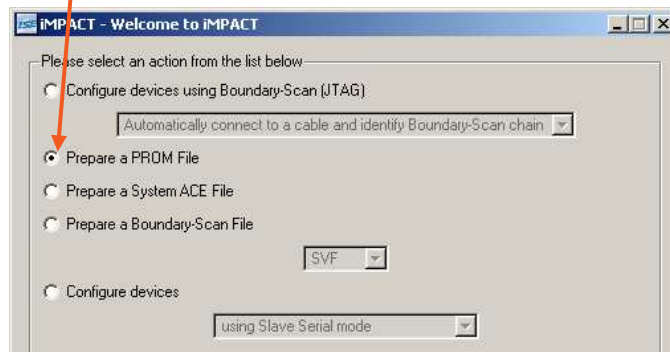 iMPACT - Welcome to iMPACT
Please select an action from the list below
Configure devices using Boundary-Scan (JTAG)
Automatically connect to a cable and identify Boundary-Scan chain
Prepare a PROM File
Prepare a System ACE File
Prepare a Boundary-Scan File
SVF
Configure devices
using Slave Serial mode